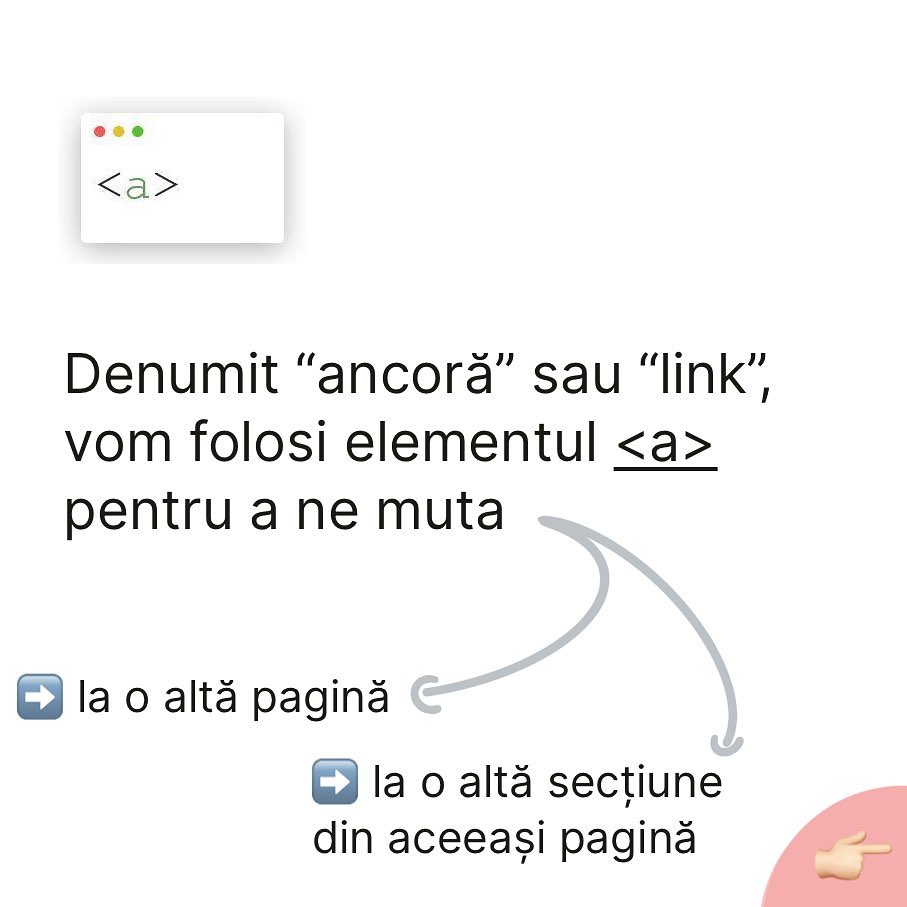 <a>
Denumit “ancoră” sau “link”,
vom folosi elementul <a>
pentru a ne muta
la o altă pagină
la o altă secțiune
din aceeași pagină